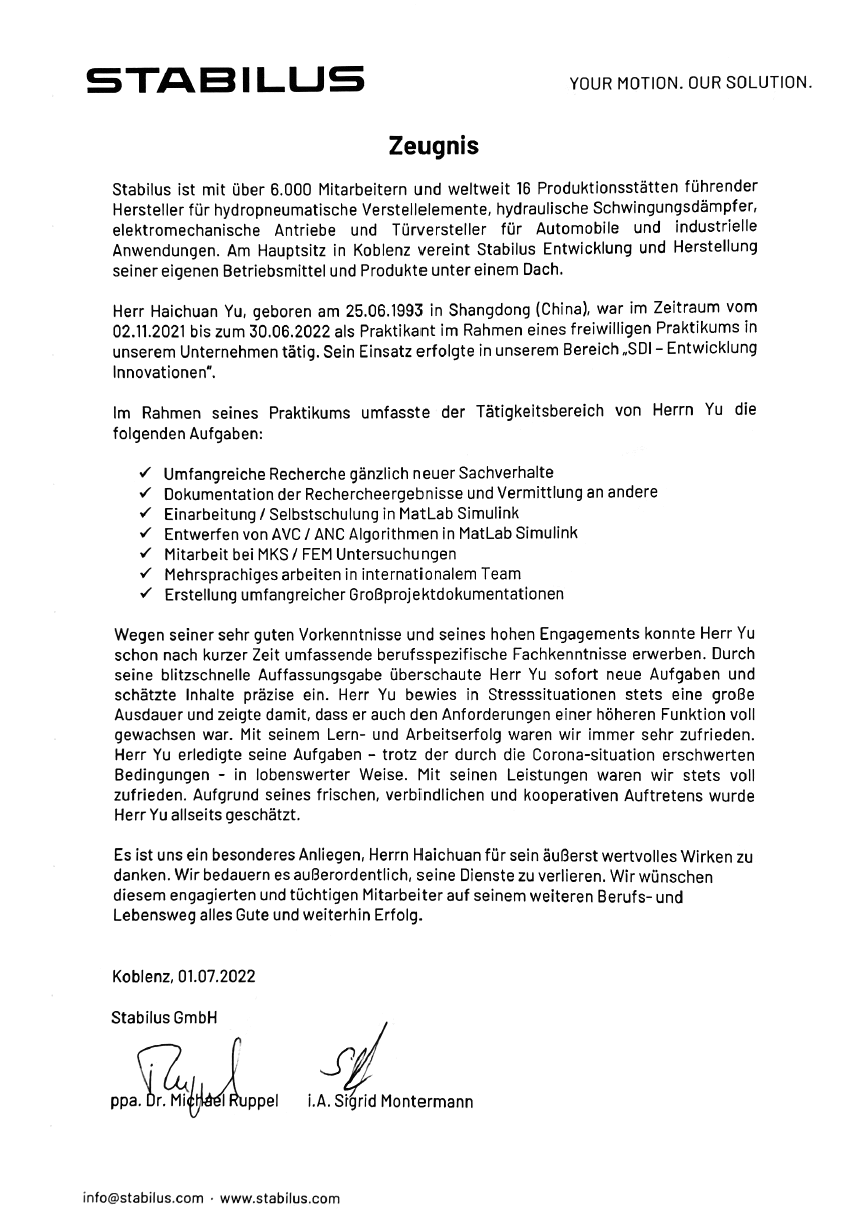 STABILUS
YOUR MOTION. OUR SOLUTION.
Zeugnis
Stabilus ist mit über 6.000 Mitarbeitern und weltweit 16 Produktionsstätten führender
Hersteller für hydropneumatische Verstellelemente, hydraulische Schwingungsdämpfer,
elektromechanische Antriebe und Türversteller für Automobile und industrielle
Anwendungen. Am Hauptsitz in Koblenz vereint Stabilus Entwicklung und Herstellung
seiner eigenen Betriebsmittel und Produkte unter einem Dach.
Herr Haichuan Yu, geboren am 25.06.1993 in Shangdong (China), war im Zeitraum vom
02.11.2021 bis zum 30.06.2022 als Praktikant im Rahmen eines freiwilligen Praktikums in
unserem Unternehmen tätig. Sein Einsatz erfolgte in unserem Bereich „SDI – Entwicklung
Innovationen".
Im Rahmen seines Praktikums umfasste der Tätigkeitsbereich von Herrn Yu die
folgenden Aufgaben:
✓ Umfangreiche Recherche gänzlich neuer Sachverhalte
✓ Dokumentation der Rechercheergebnisse und Vermittlung an andere
✓ Einarbeitung / Selbstschulung in MatLab Simulink
✓ Entwerfen von AVC / ANC Algorithmen in MatLab Simulink
✓ Mitarbeit bei MKS / FEM Untersuchungen
✓ Mehrsprachiges arbeiten in internationalem Team
✓ Erstellung umfangreicher Großprojektdokumentationen
Wegen seiner sehr guten Vorkenntnisse und seines hohen Engagements konnte Herr Yu
schon nach kurzer Zeit umfassende berufsspezifische Fachkenntnisse erwerben. Durch
seine blitzschnelle Auffassungsgabe überschaute Herr Yu sofort neue Aufgaben und
schätzte Inhalte präzise ein. Herr Yu bewies in Stresssituationen stets eine große
Ausdauer und zeigte damit, dass er auch den Anforderungen einer höheren Funktion voll
gewachsen war. Mit seinem Lern- und Arbeitserfolg waren wir immer sehr zufrieden.
Herr Yu erledigte seine Aufgaben – trotz der durch die Corona-situation erschwerten
Bedingungen - in lobenswerter Weise. Mit seinen Leistungen waren wir stets voll
zufrieden. Aufgrund seines frischen, verbindlichen und kooperativen Auftretens wurde
Herr Yu allseits geschätzt.
Es ist uns ein besonderes Anliegen, Herrn Haichuan für sein äußerst wertvolles Wirken zu
danken. Wir bedauern es außerordentlich, seine Dienste zu verlieren. Wir wünschen
diesem engagierten und tüchtigen Mitarbeiter auf seinem weiteren Berufs- und
Lebensweg alles Gute und weiterhin Erfolg.
Koblenz, 01.07.2022
Stabilus GmbH
ppa. Dr. Michael Ruppel i.A. Sigrid Montermann
info@stabilus.com · www.stabilus.com